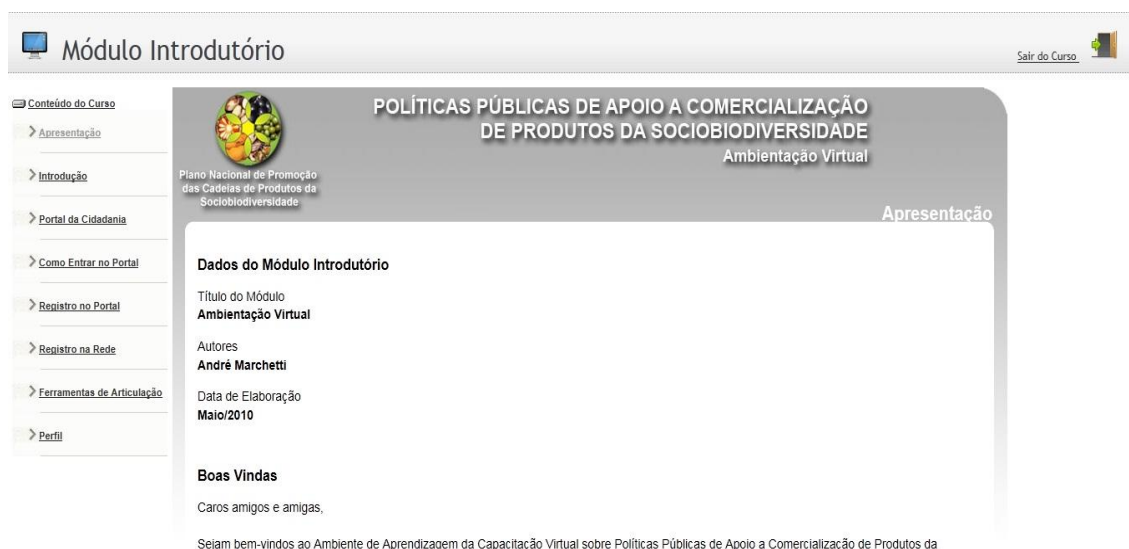 Módulo Introdutório
Sair do Curso
Conteúdo do Curso
Apresentação
Introdução
Portal da Cidadania
Como Entrar no Portal
Registro no Portal
Registro na Rede
Ferramentas de Articulação
Perfil
Plano Nacional de Promoção
das Cadeias de Produtos da
Sociobiodiversidade
POLÍTICAS PÚBLICAS DE APOIO A COMERCIALIZAÇÃO
DE PRODUTOS DA SOCIOBIODIVERSIDADE
Ambientação Virtual
Apresentação
Dados do Módulo Introdutório
Título do Módulo
Ambientação Virtual
Autores
André Marchetti
Data de Elaboração
Maio/2010
Boas Vindas
Caros amigos e amigas,
Sejam bem-vindos ao Ambiente de Aprendizagem da Capacitação Virtual sobre Políticas Públicas de Apoio a Comercialização de Produtos da